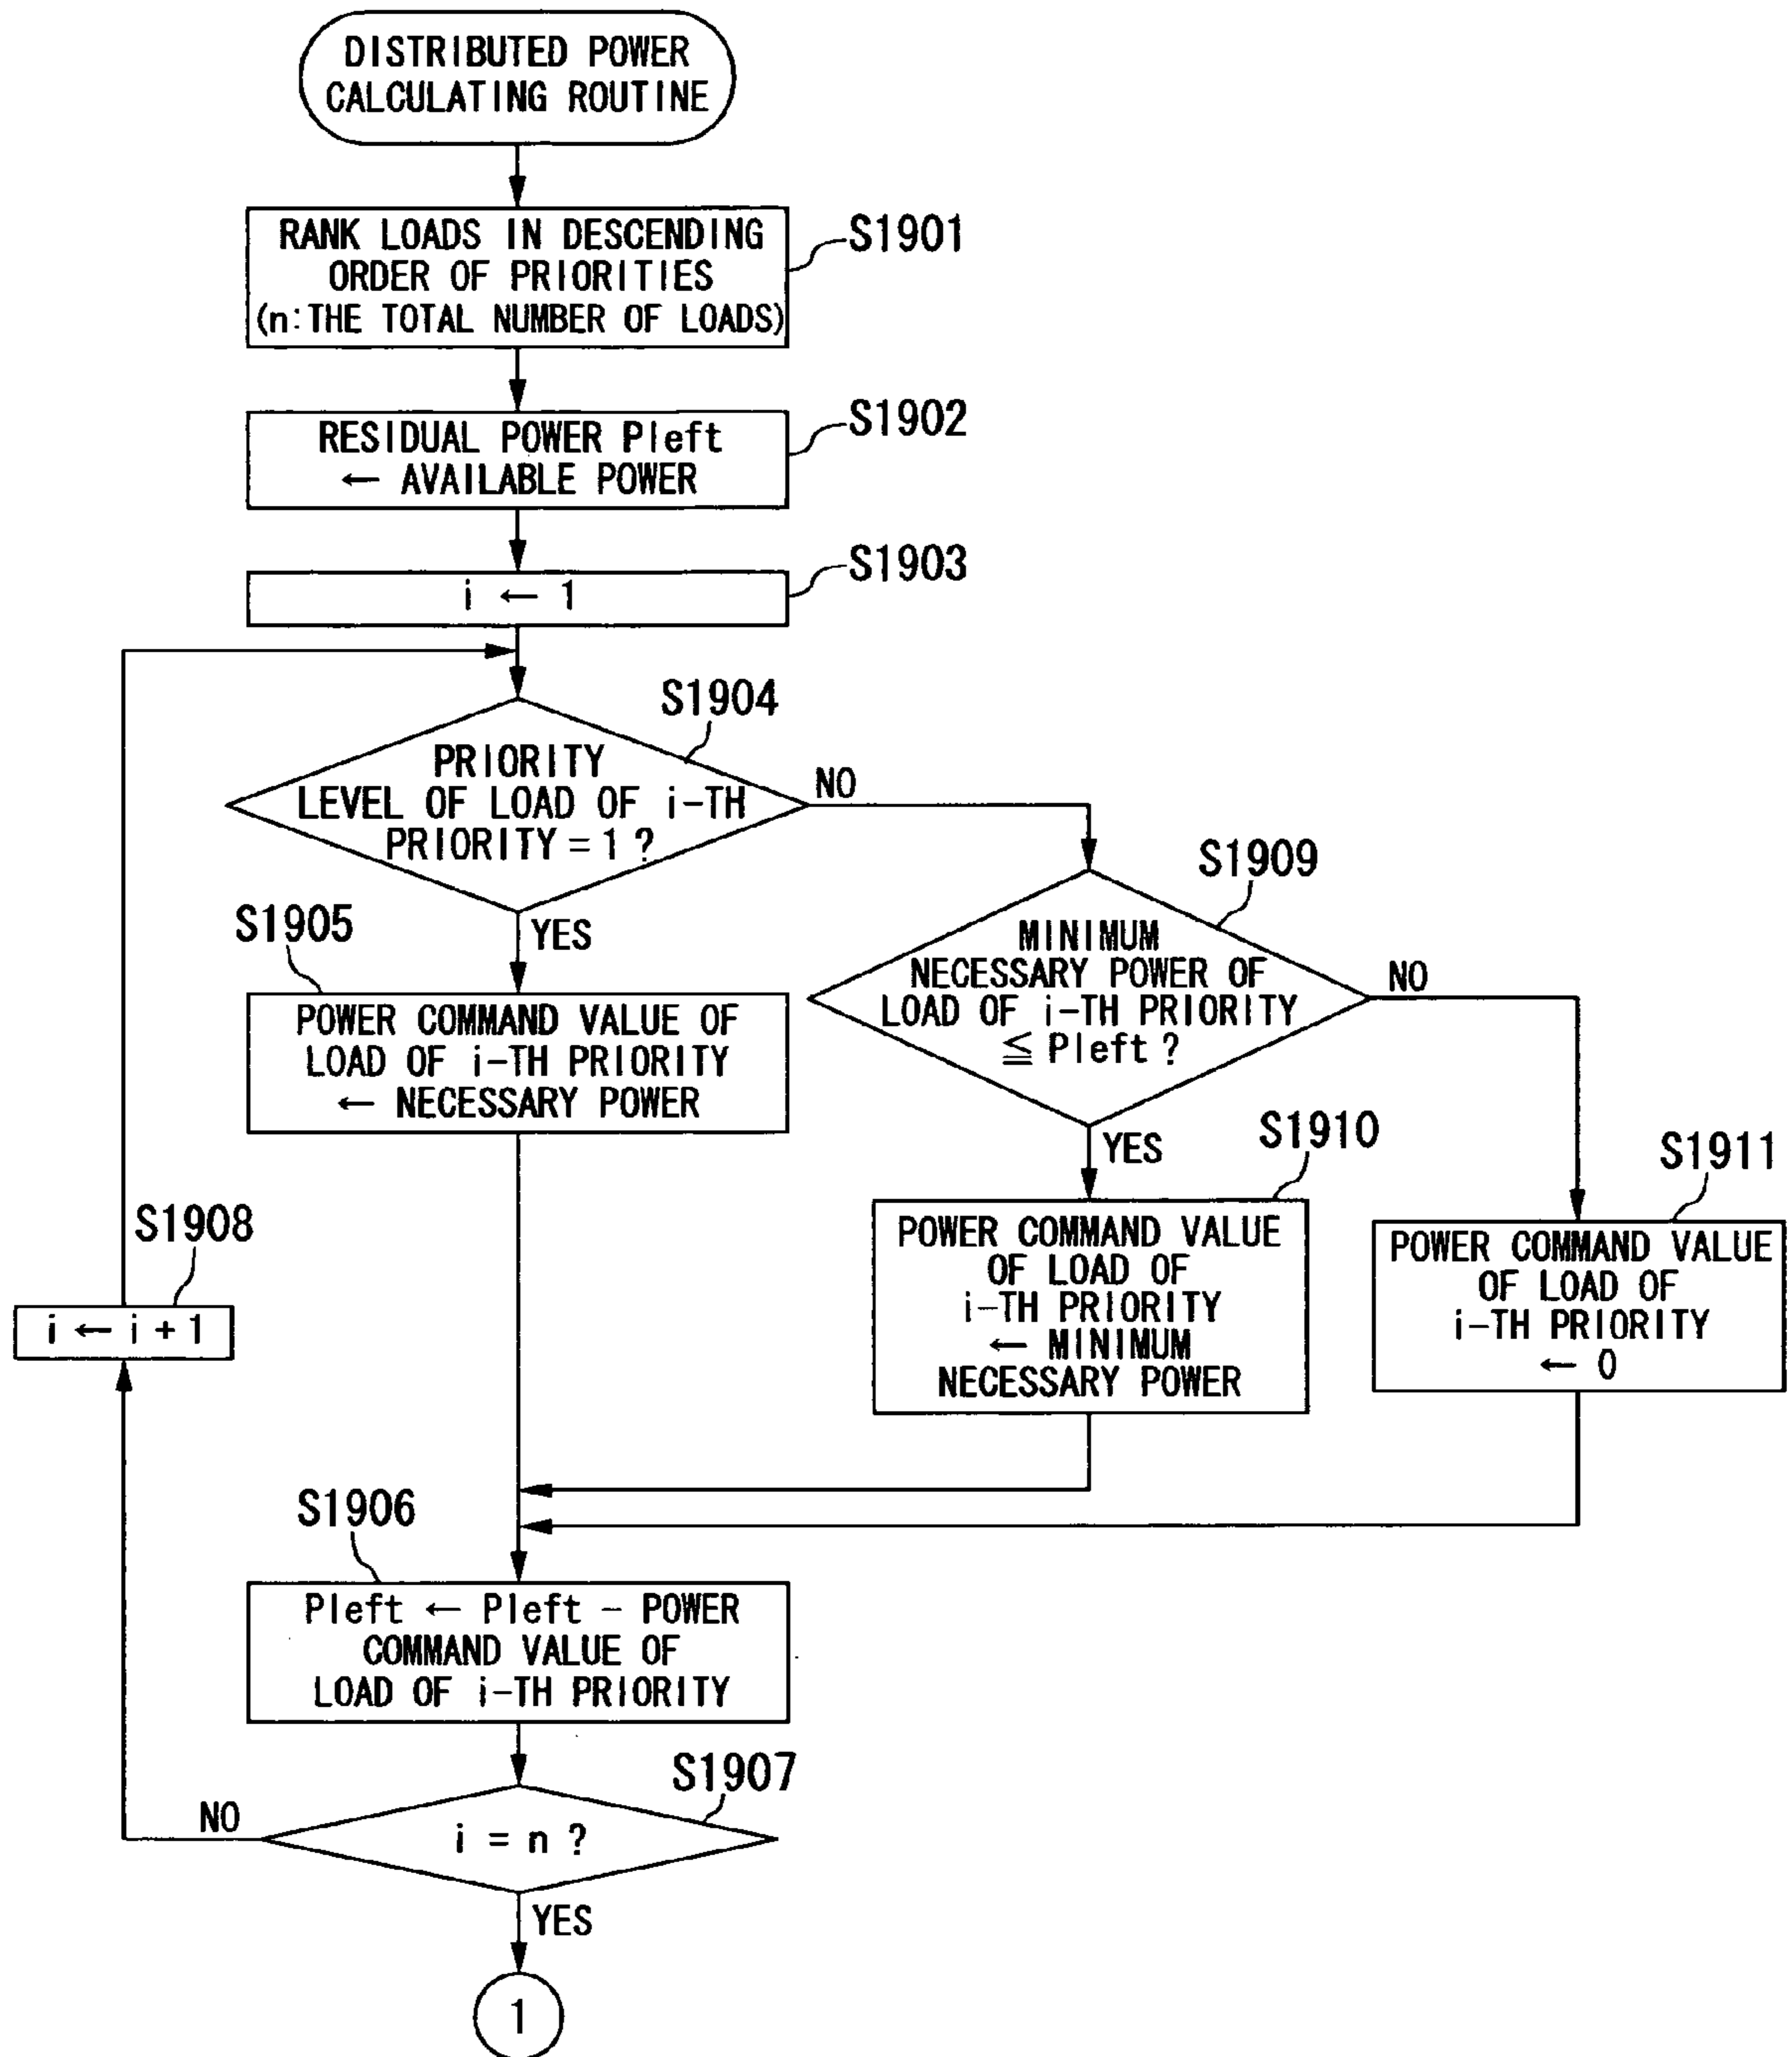 DISTRIBUTED POWER
CALCULATING ROUTINE
RANK LOADS IN DESCENDING
ORDER OF PRIORITIES
(n:THE TOTAL NUMBER OF LOADS)
S1901
RESIDUAL POWER Pleft
← AVAILABLE POWER
S1902
i ← 1
S1903
S1904
PRIORITY
LEVEL OF LOAD OF i-TH
PRIORITY = 1 ?
NO
YES
S1905
POWER COMMAND VALUE OF
LOAD OF i-TH PRIORITY
← NECESSARY POWER
S1909
MINIMUM
NECESSARY POWER OF
LOAD OF i-TH PRIORITY
≦ Pleft ?
NO
YES
S1910
POWER COMMAND VALUE
OF LOAD OF
i-TH PRIORITY
← MINIMUM
NECESSARY POWER
S1911
POWER COMMAND VALUE
OF LOAD OF
i-TH PRIORITY
← 0
S1908
i ← i + 1
S1906
Pleft ← Pleft - POWER
COMMAND VALUE OF
LOAD OF i-TH PRIORITY
S1907
i = n ?
NO
YES
1